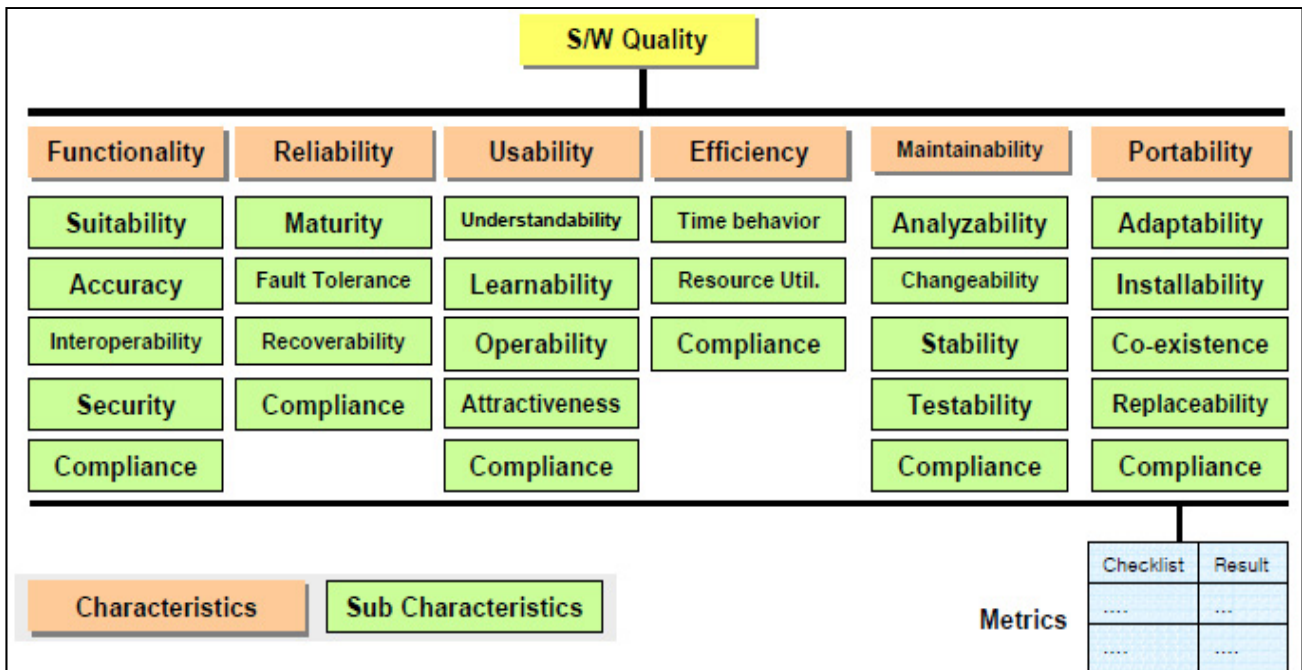 S/W Quality
Functionality
Reliability
Usability
Efficiency
Maintainability
Portability
Suitability
Maturity
Understandability
Time behavior
Analyzability
Adaptability
Accuracy
Fault Tolerance
Learnability
Resource Util.
Changeability
Installability
Interoperability
Recoverability
Operability
Compliance
Stability
Co-existence
Security
Compliance
Attractiveness
Testability
Replaceability
Compliance
Compliance
Compliance
Compliance
Checklist
Result
Characteristics
Sub Characteristics
Metrics
....
...
....
....